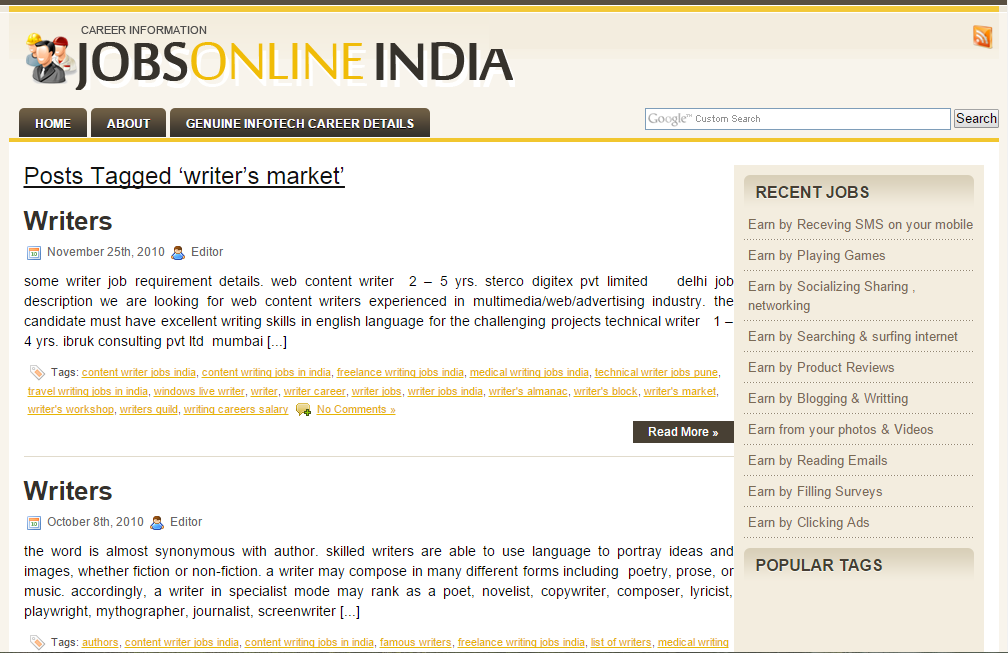 CAREER INFORMATION
JOBSONLINE INDIA
HOME
ABOUT
GENUINE INFOTECH CAREER DETAILS
Google™ Custom Search
Search
Posts Tagged ‘writer’s market’
Writers
November 25th, 2010 Editor
some writer job requirement details. web content writer 2 – 5 yrs. sterco digitex pvt limited delhi job
description we are looking for web content writers experienced in multimedia/web/advertising industry. the
candidate must have excellent writing skills in english language for the challenging projects technical writer 1 –
4 yrs. ibruk consulting pvt ltd mumbai [...]
Tags: content writer jobs india, content writing jobs in india, freelance writing jobs india, medical writing jobs india, technical writer jobs pune,
travel writing jobs in india, windows live writer, writer, writer career, writer jobs, writer jobs india, writer's almanac, writer's block, writer's market,
writer's workshop, writers guild, writing careers salary No Comments »
Read More »
Writers
October 8th, 2010 Editor
the word is almost synonymous with author. skilled writers are able to use language to portray ideas and
images, whether fiction or non-fiction. a writer may compose in many different forms including poetry, prose, or
music. accordingly, a writer in specialist mode may rank as a poet, novelist, copywriter, composer, lyricist,
playwright, mythographer, journalist, screenwriter [...]
Tags: authors, content writer jobs india, content writing jobs in india, famous writers, freelance writing jobs india, list of writers, medical writing
RECENT JOBS
Earn by Receving SMS on your mobile
Earn by Playing Games
Earn by Socializing Sharing ,
networking
Earn by Searching & surfing internet
Earn by Product Reviews
Earn by Blogging & Writting
Earn from your photos & Videos
Earn by Reading Emails
Earn by Filling Surveys
Earn by Clicking Ads
POPULAR TAGS